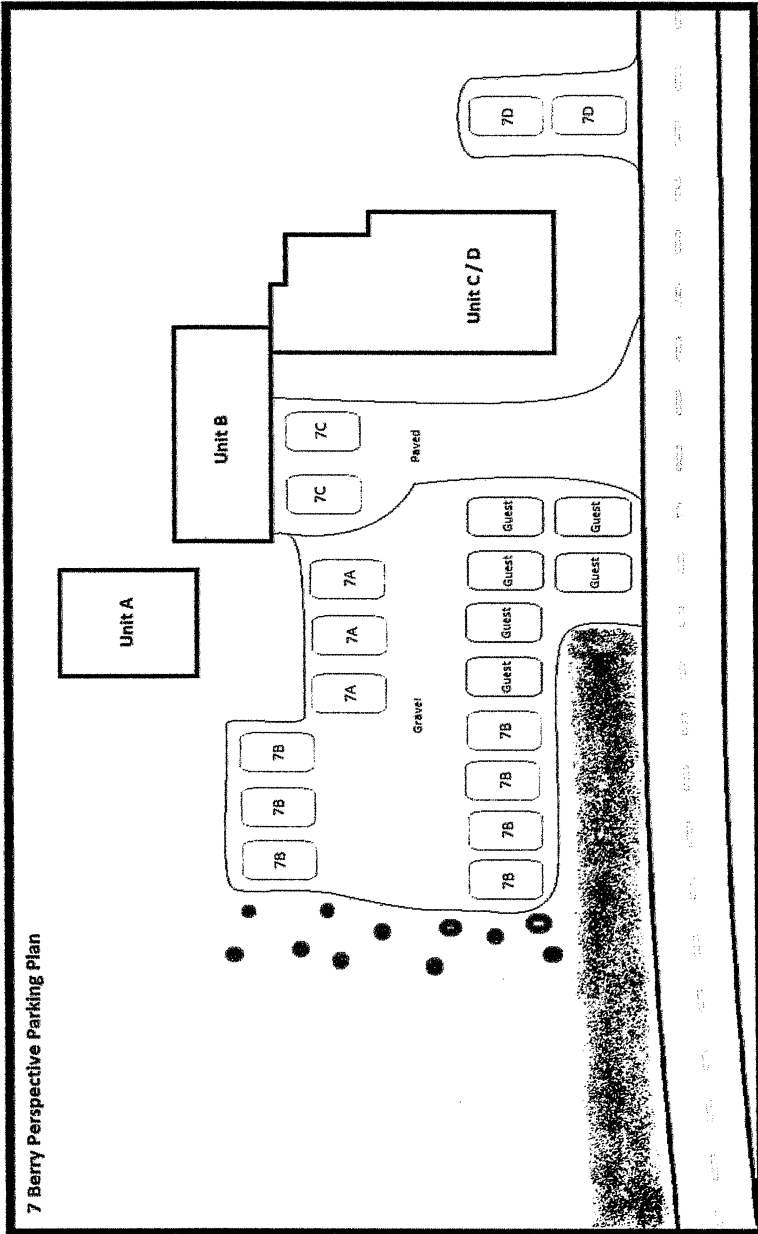 7 Berry Perspective Parking Plan
Unit A
Unit B
Unit C / D
7B
7B
7B
7A
7A
7A
7C
7C
Gravel
Paved
7B
7B
7B
7B
Guest
Guest
Guest
Guest
Guest
Guest
7D
7D